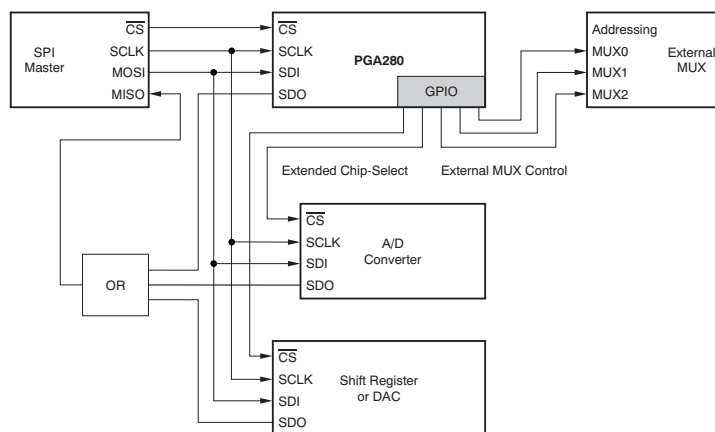 SPI
Master
CS
SCLK
MOSI
MISO
CS
SCLK
SDI
SDO
PGA280
GPIO
Addressing
MUX0
MUX1
MUX2
External
MUX
Extended Chip-Select
External MUX Control
CS
SCLK
SDI
SDO
A/D
Converter
OR
CS
SCLK
SDI
SDO
Shift Register
or DAC